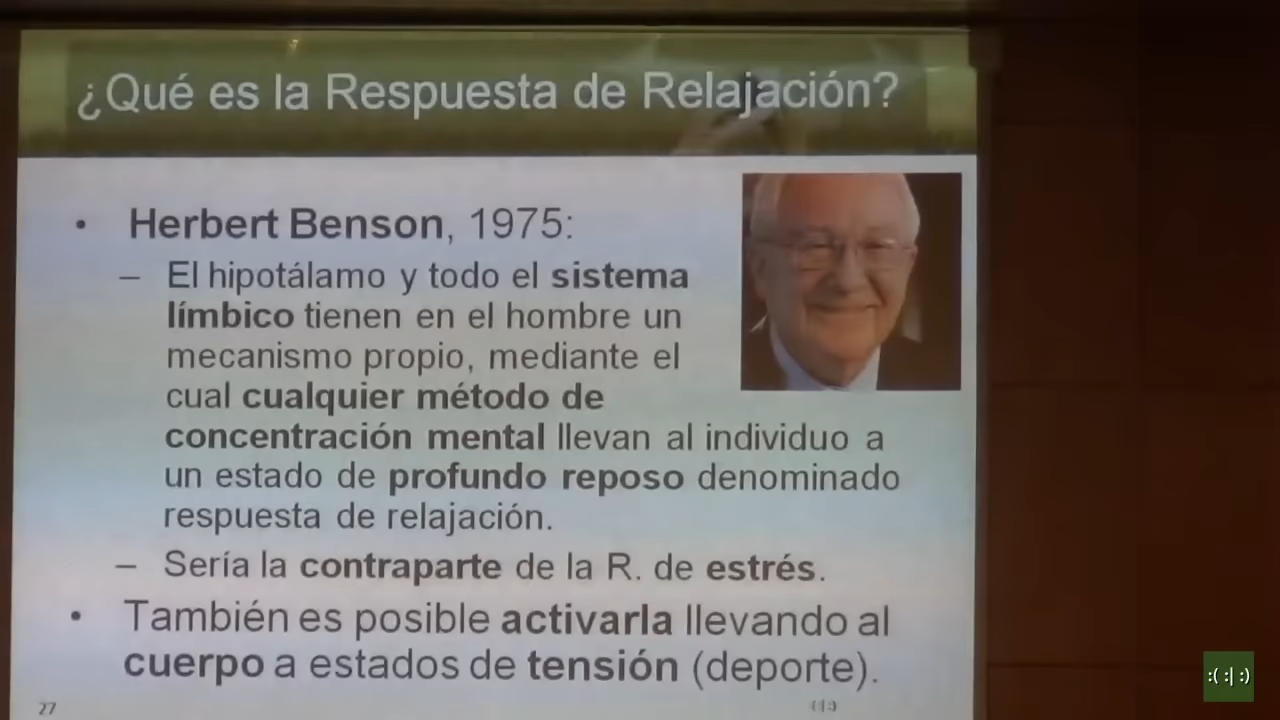 ¿Qué es la Respuesta de Relajación?
• Herbert Benson, 1975:
– El hipotálamo y todo el sistema
límbico tienen en el hombre un
mecanismo propio, mediante el
cual cualquier método de
concentración mental llevan al individuo a
un estado de profundo reposo denominado
respuesta de relajación.
– Sería la contraparte de la R. de estrés.
• También es posible activarla llevando al
cuerpo a estados de tensión (deporte).
27
:( :| :)
:( :| :)